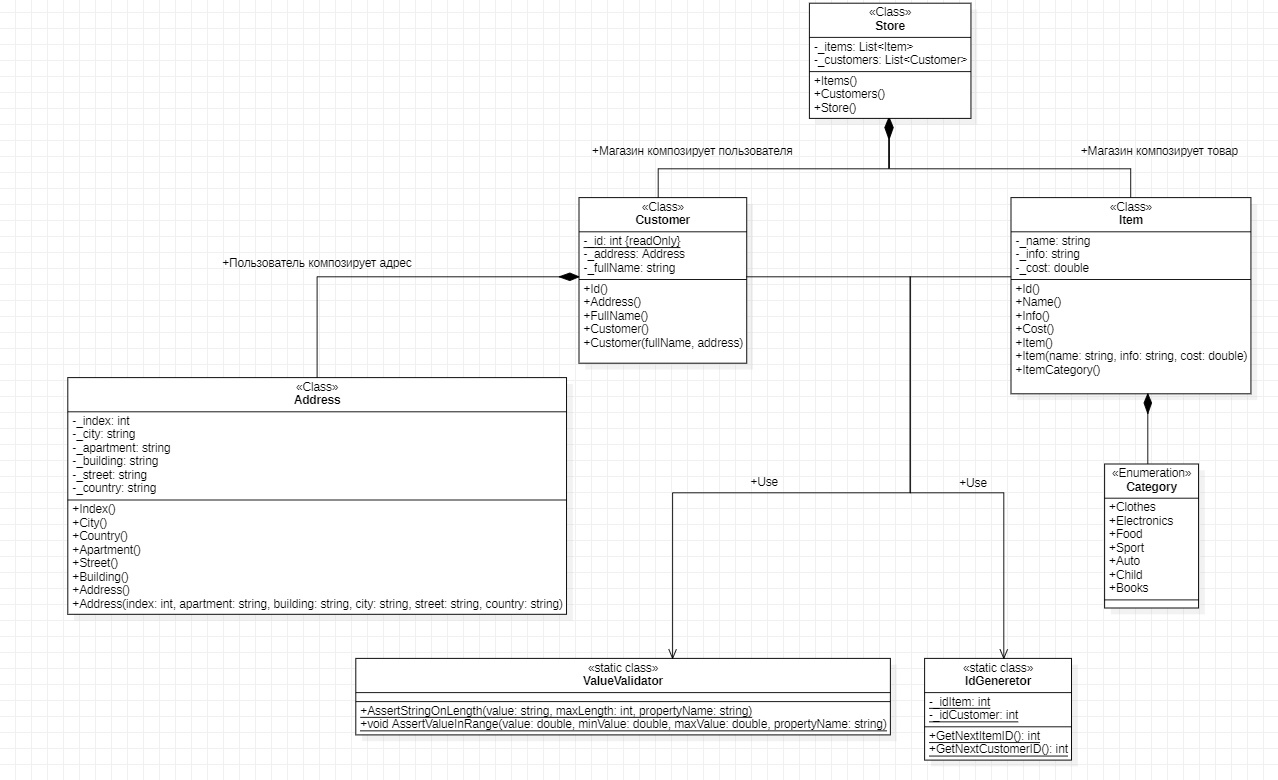 «Class»
Store
-_items: List<Item>
-_customers: List<Customer>
+Items()
+Customers()
+Store()
+Магазин композирует пользователя
+Магазин композирует товар
«Class»
Customer
-_id: int {readOnly}
-_address: Address
-_fullName: string
+Id()
+Address()
+FullName()
+Customer()
+Customer(fullName, address)
«Class»
Item
-_name: string
-_info: string
-_cost: double
+Id()
+Name()
+Info()
+Cost()
+Item()
+Item(name: string, info: string, cost: double)
+ItemCategory()
+Пользователь композирует адрес
«Class»
Address
-_index: int
-_city: string
-_apartment: string
-_building: string
-_street: string
-_country: string
+Index()
+City()
+Country()
+Apartment()
+Street()
+Building()
+Address()
+Address(index: int, apartment: string, building: string, city: string, street: string, country: string)
«Enumeration»
Category
+Clothes
+Electronics
+Food
+Sport
+Auto
+Child
+Books
+Use
+Use
«static class»
ValueValidator
+AssertStringOnLength(value: string, maxLength: int, propertyName: string)
+void AssertValueInRange(value: double, minValue: double, maxValue: double, propertyName: string)
«static class»
IdGeneretor
-_idItem: int
-_idCustomer: int
+GetNextItemID(): int
+GetNextCustomerID(): int